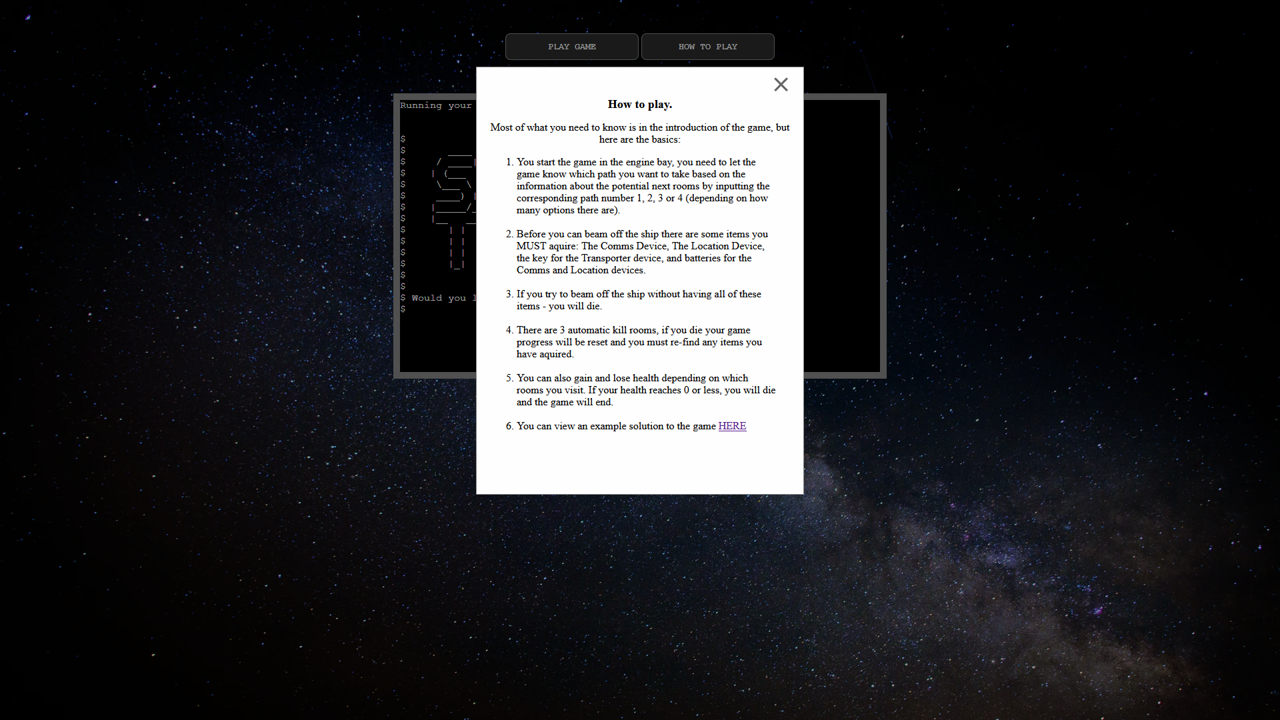 PLAY GAME HOW TO PLAY
Running your
How to play.
Most of what you need to know is in the introduction of the game, but
here are the basics:
1. You start the game in the engine bay, you need to let the
game know which path you want to take based on the
information about the potential next rooms by inputting the
corresponding path number 1, 2, 3 or 4 (depending on how
many options there are).
2. Before you can beam off the ship there are some items you
MUST aquire: The Comms Device, The Location Device,
the key for the Transporter device, and batteries for the
Comms and Location devices.
3. If you try to beam off the ship without having all of these
items - you will die.
4. There are 3 automatic kill rooms, if you die your game
progress will be reset and you must re-find any items you
have aquired.
5. You can also gain and lose health depending on which
rooms you visit. If your health reaches 0 or less, you will die
and the game will end.
6. You can view an example solution to the game HERE
$
$
$
$
$
$
$
$
$
$
$
$
$
$
$ Would you
$